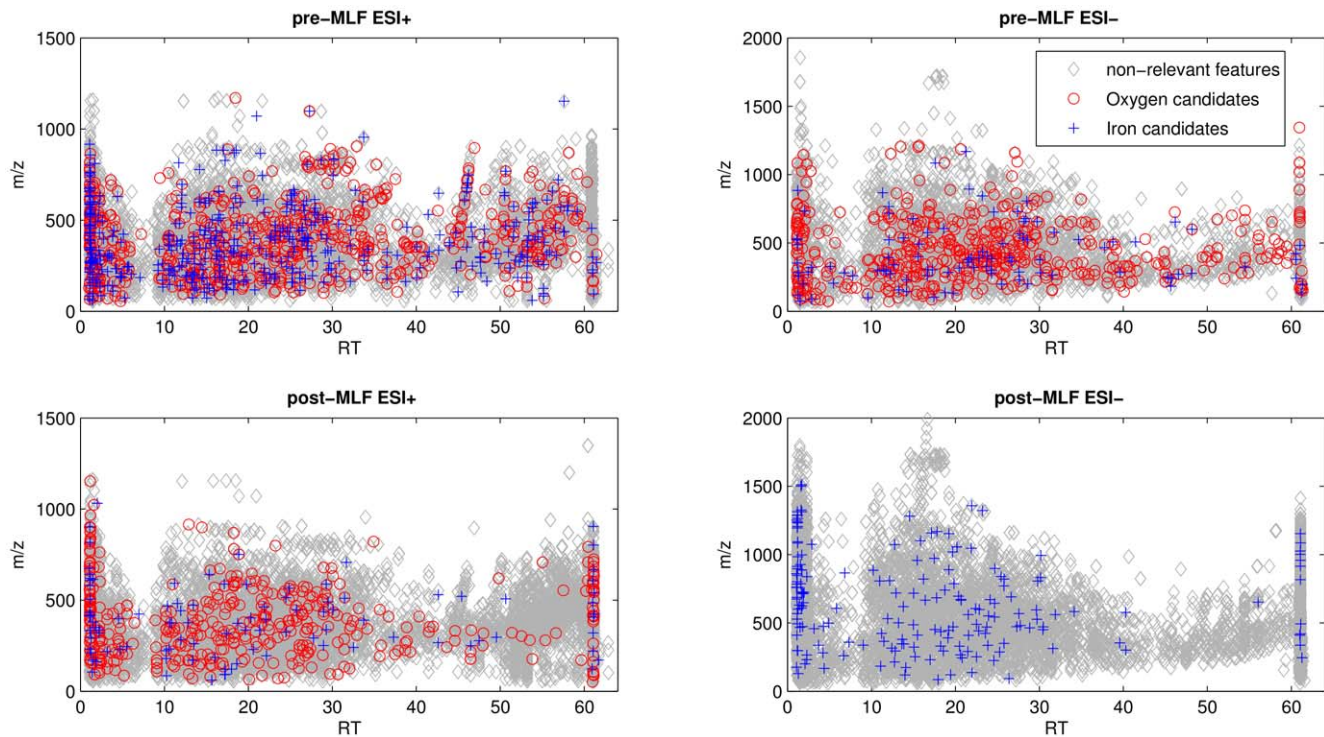 pre-MLF ESI+
1500
1000
500
0
m/z
0 10 20 30 40 50 60
RT
pre-MLF ESI-
2000
1500
1000
500
0
m/z
0 10 20 30 40 50 60
RT
non-relevant features
Oxygen candidates
Iron candidates
post-MLF ESI+
1500
1000
500
0
m/z
0 10 20 30 40 50 60
RT
post-MLF ESI-
2000
1500
1000
500
0
m/z
0 10 20 30 40 50 60
RT